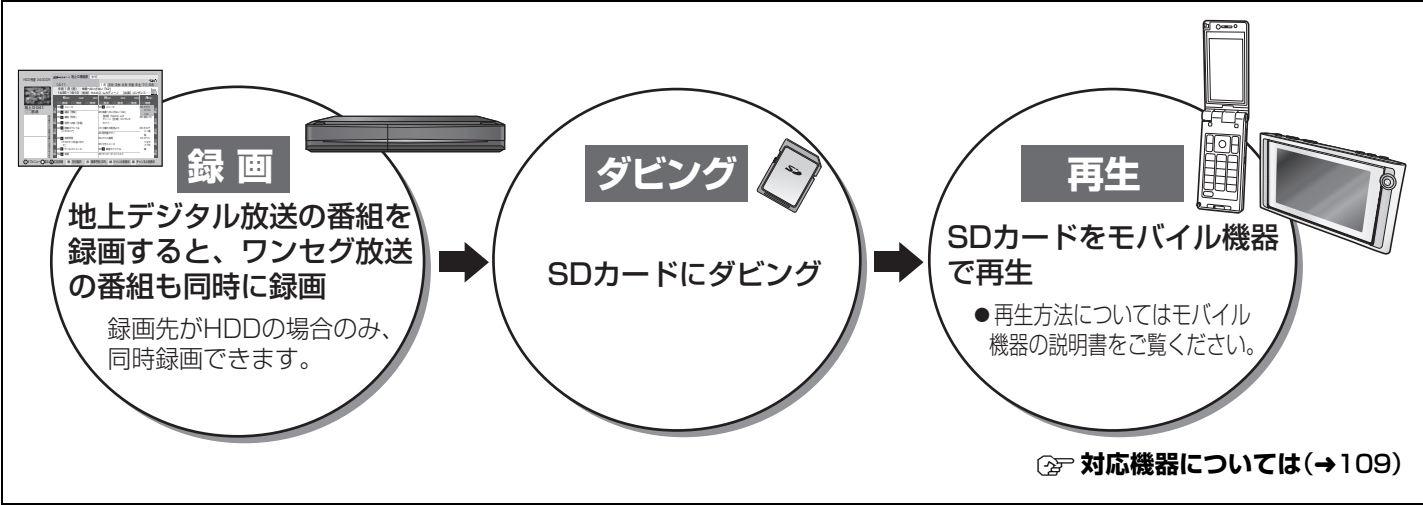 録 画
地上デジタル放送の番組を
録画すると、ワンセグ放送
の番組も同時に録画
録画先がHDDの場合のみ、
同時録画できます。
ダビング
SDカードにダビング
再生
SDカードをモバイル機器
で再生
●再生方法についてはモバイル
機器の説明書をご覧ください。
対応機器については(→109)